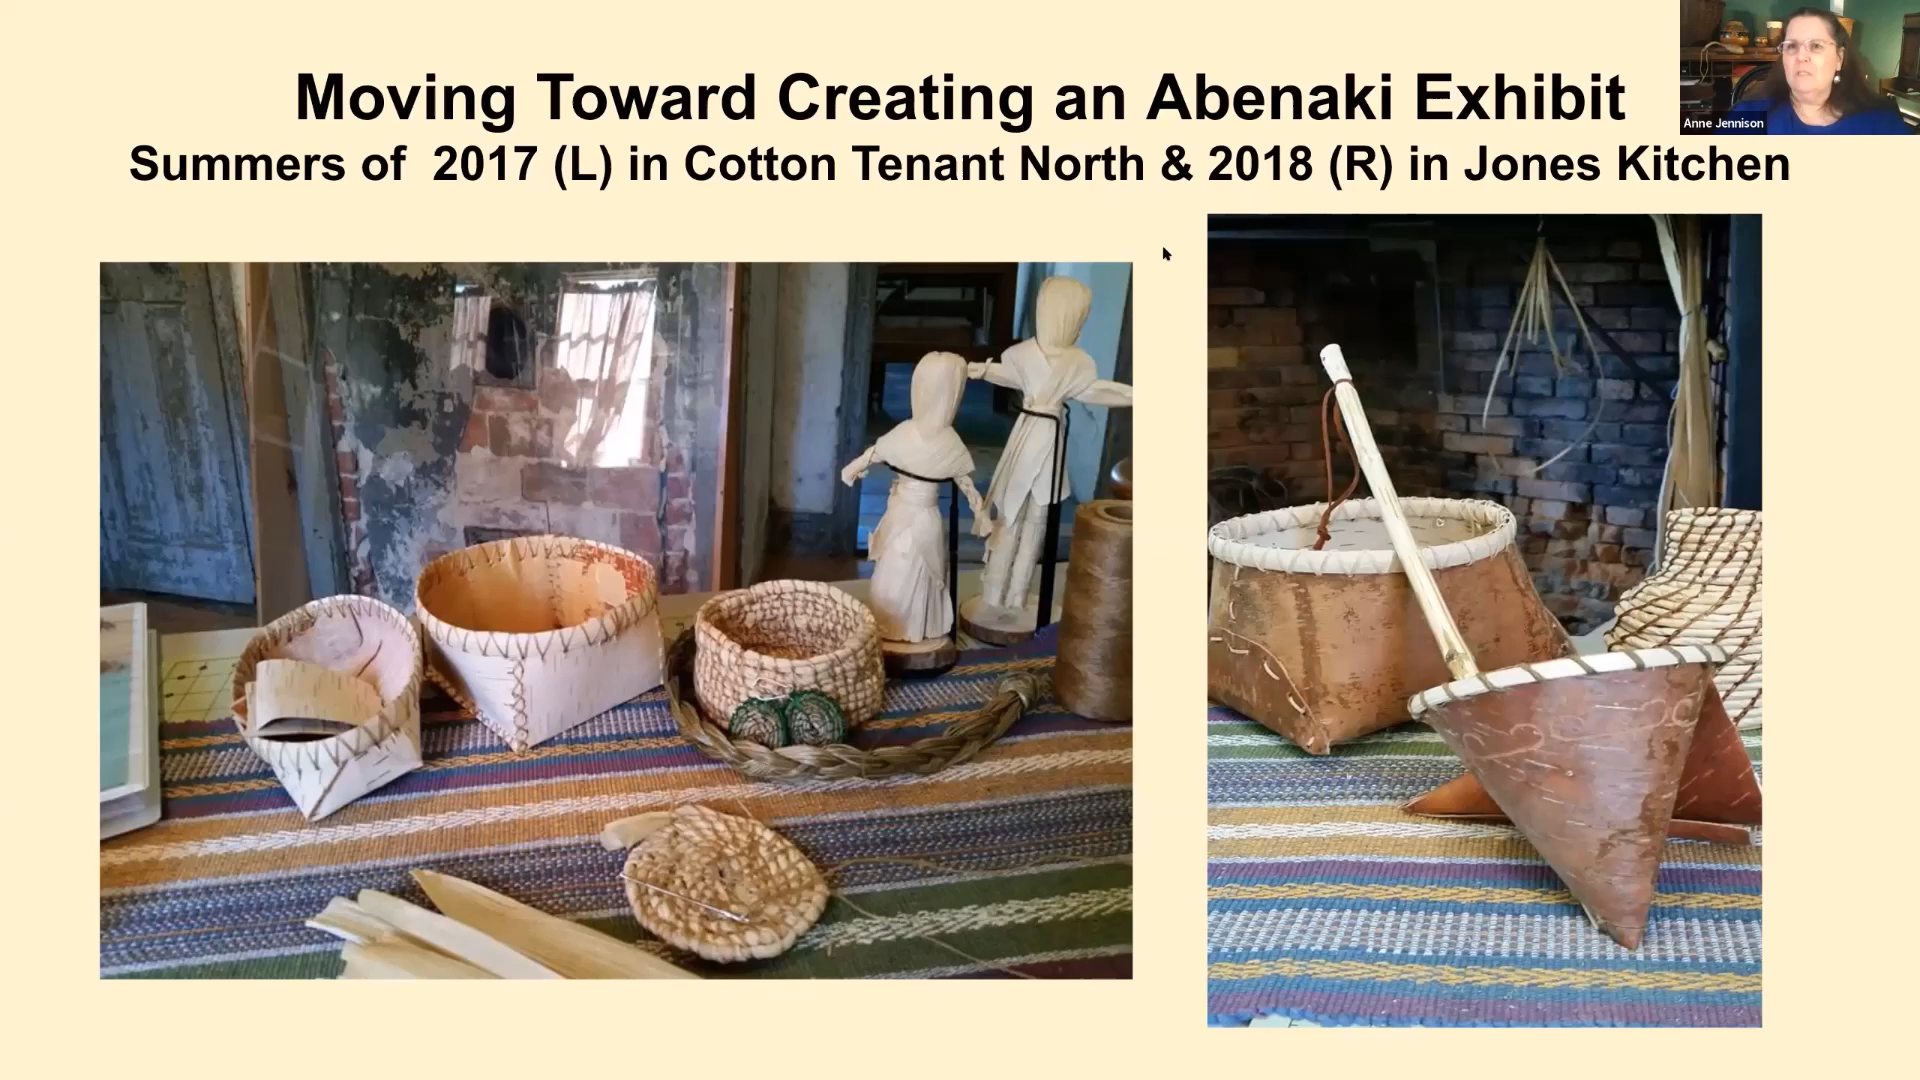 Moving Toward Creating an Abenaki Exhibit
Summers of  2017 (L) in Cotton Tenant North & 2018 (R) in Jones Kitchen
Anne Jennison